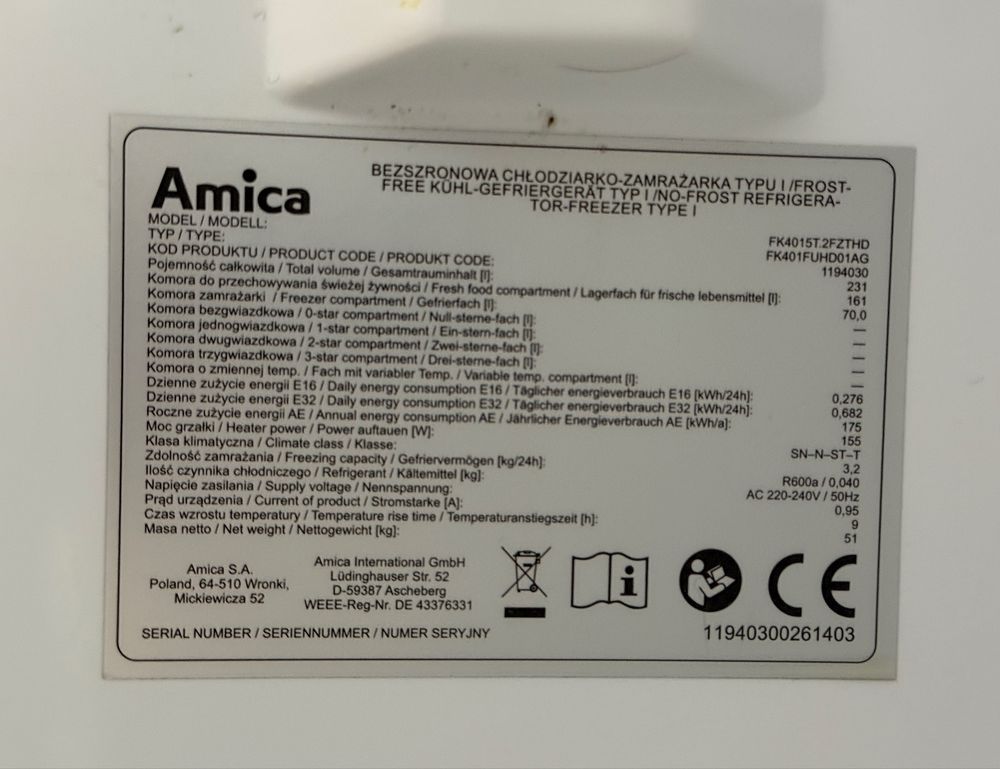 Amica
BEZSZRONOWA CHŁODZIARKO-ZAMRAŻARKA TYPU I /FROST-
FREE KÜHL-GEFRIERGERÄT TYP I /NO-FROST REFRIGERA-
TOR-FREEZER TYPE I
MODEL / MODELL: FK4015T.2FZTHD
TYP / TYPE: FK401FUHD01AG
KOD PRODUKTU / PRODUCT CODE / PRODUKT CODE: 1194030
Pojemność całkowita / Total volume / Gesamtrauminhalt [l]: 231
Komora do przechowywania świeżej żywności / Fresh food compartment / Lagerfach für frische lebensmittel [l]: 161
Komora zamrażarki / Freezer compartment / Gefrierfach [l]: 70,0
Komora bezgwiazdkowa / 0-star compartment / Null-sterne-fach [l]: —
Komora jednogwiazdkowa / 1-star compartment / Ein-stern-fach [l]: —
Komora dwugwiazdkowa / 2-star compartment / Zwei-sterne-fach [l]: —
Komora trzygwiazdkowa / 3-star compartment / Drei-sterne-fach [l]: —
Komora o zmiennej temp. / Fach mit variabler Temp. / Variable temp. compartment [l]: —
Dzienne zużycie energii E16 / Daily energy consumption E16 / Täglicher energieverbrauch E16 [kWh/24h]: 0,276
Dzienne zużycie energii E32 / Daily energy consumption E32 / Täglicher energieverbrauch E32 [kWh/24h]: 0,682
Roczne zużycie energii AE / Annual energy consumption AE / Jährlicher Energieverbrauch AE [kWh/a]: 175
Moc grzałki / Heater power / Power auftauen [W]: 155
Klasa klimatyczna / Climate class / Klasse: SN–N–ST–T
Zdolność zamrażania / Freezing capacity / Gefriervermögen [kg/24h]: 3,2
Ilość czynnika chłodniczego / Refrigerant / Kältemittel [kg]: R600a / 0,040
Napięcie zasilania / Supply voltage / Nennspannung: AC 220-240V / 50Hz
Prąd urządzenia / Current of product / Stromstarke [A]: 0,95
Czas wzrostu temperatury / Temperature rise time / Temperaturanstiegszeit [h]: 9
Masa netto / Net weight / Nettogewicht [kg]: 51
Amica S.A.
Poland, 64-510 Wronki,
Mickiewicza 52
Amica International GmbH
Lüdinghauser Str. 52
D-59387 Ascheberg
WEEE-Reg-Nr. DE 43376331
i
CE
SERIAL NUMBER / SERIENNUMMER / NUMER SERYJNY 11940300261403